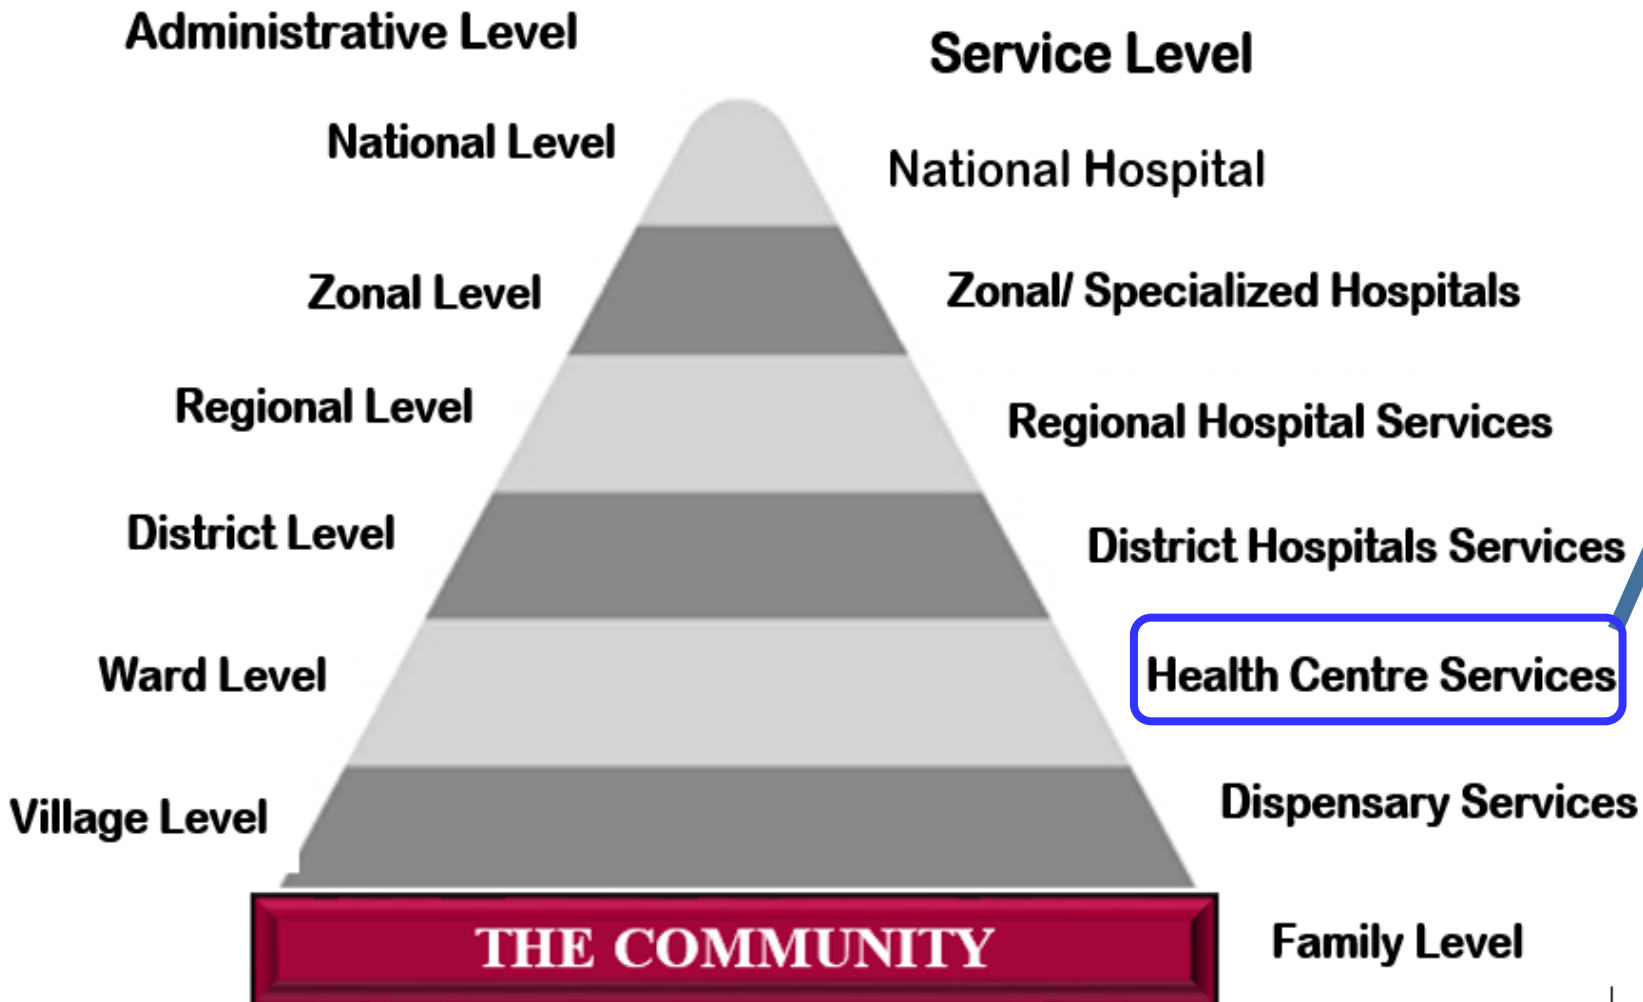 Administrative Level
Service Level
National Level
National Hospital
Zonal Level
Zonal/ Specialized Hospitals
Regional Level
Regional Hospital Services
District Level
District Hospitals Services
Ward Level
Health Centre Services
Village Level
Dispensary Services
THE COMMUNITY
Family Level